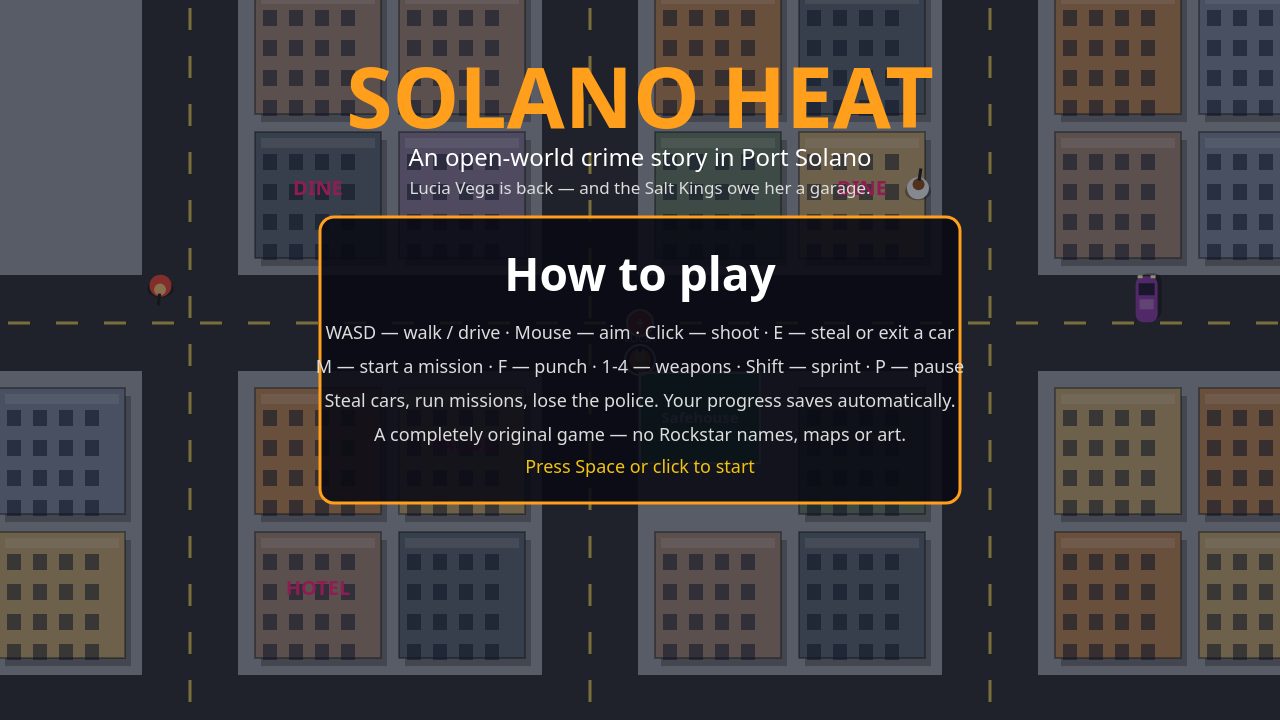 SOLANO HEAT
An open-world crime story in Port Solano
Lucia Vega is back — and the Salt Kings owe her a garage.
DINE
DINE
How to play
WASD — walk / drive · Mouse — aim · Click — shoot · E — steal or exit a car
M — start a mission · F — punch · 1-4 — weapons · Shift — sprint · P — pause
Steal cars, run missions, lose the police. Your progress saves automatically.
Safehouse
A completely original game — no Rockstar names, maps or art.
Press Space or click to start
HOTEL